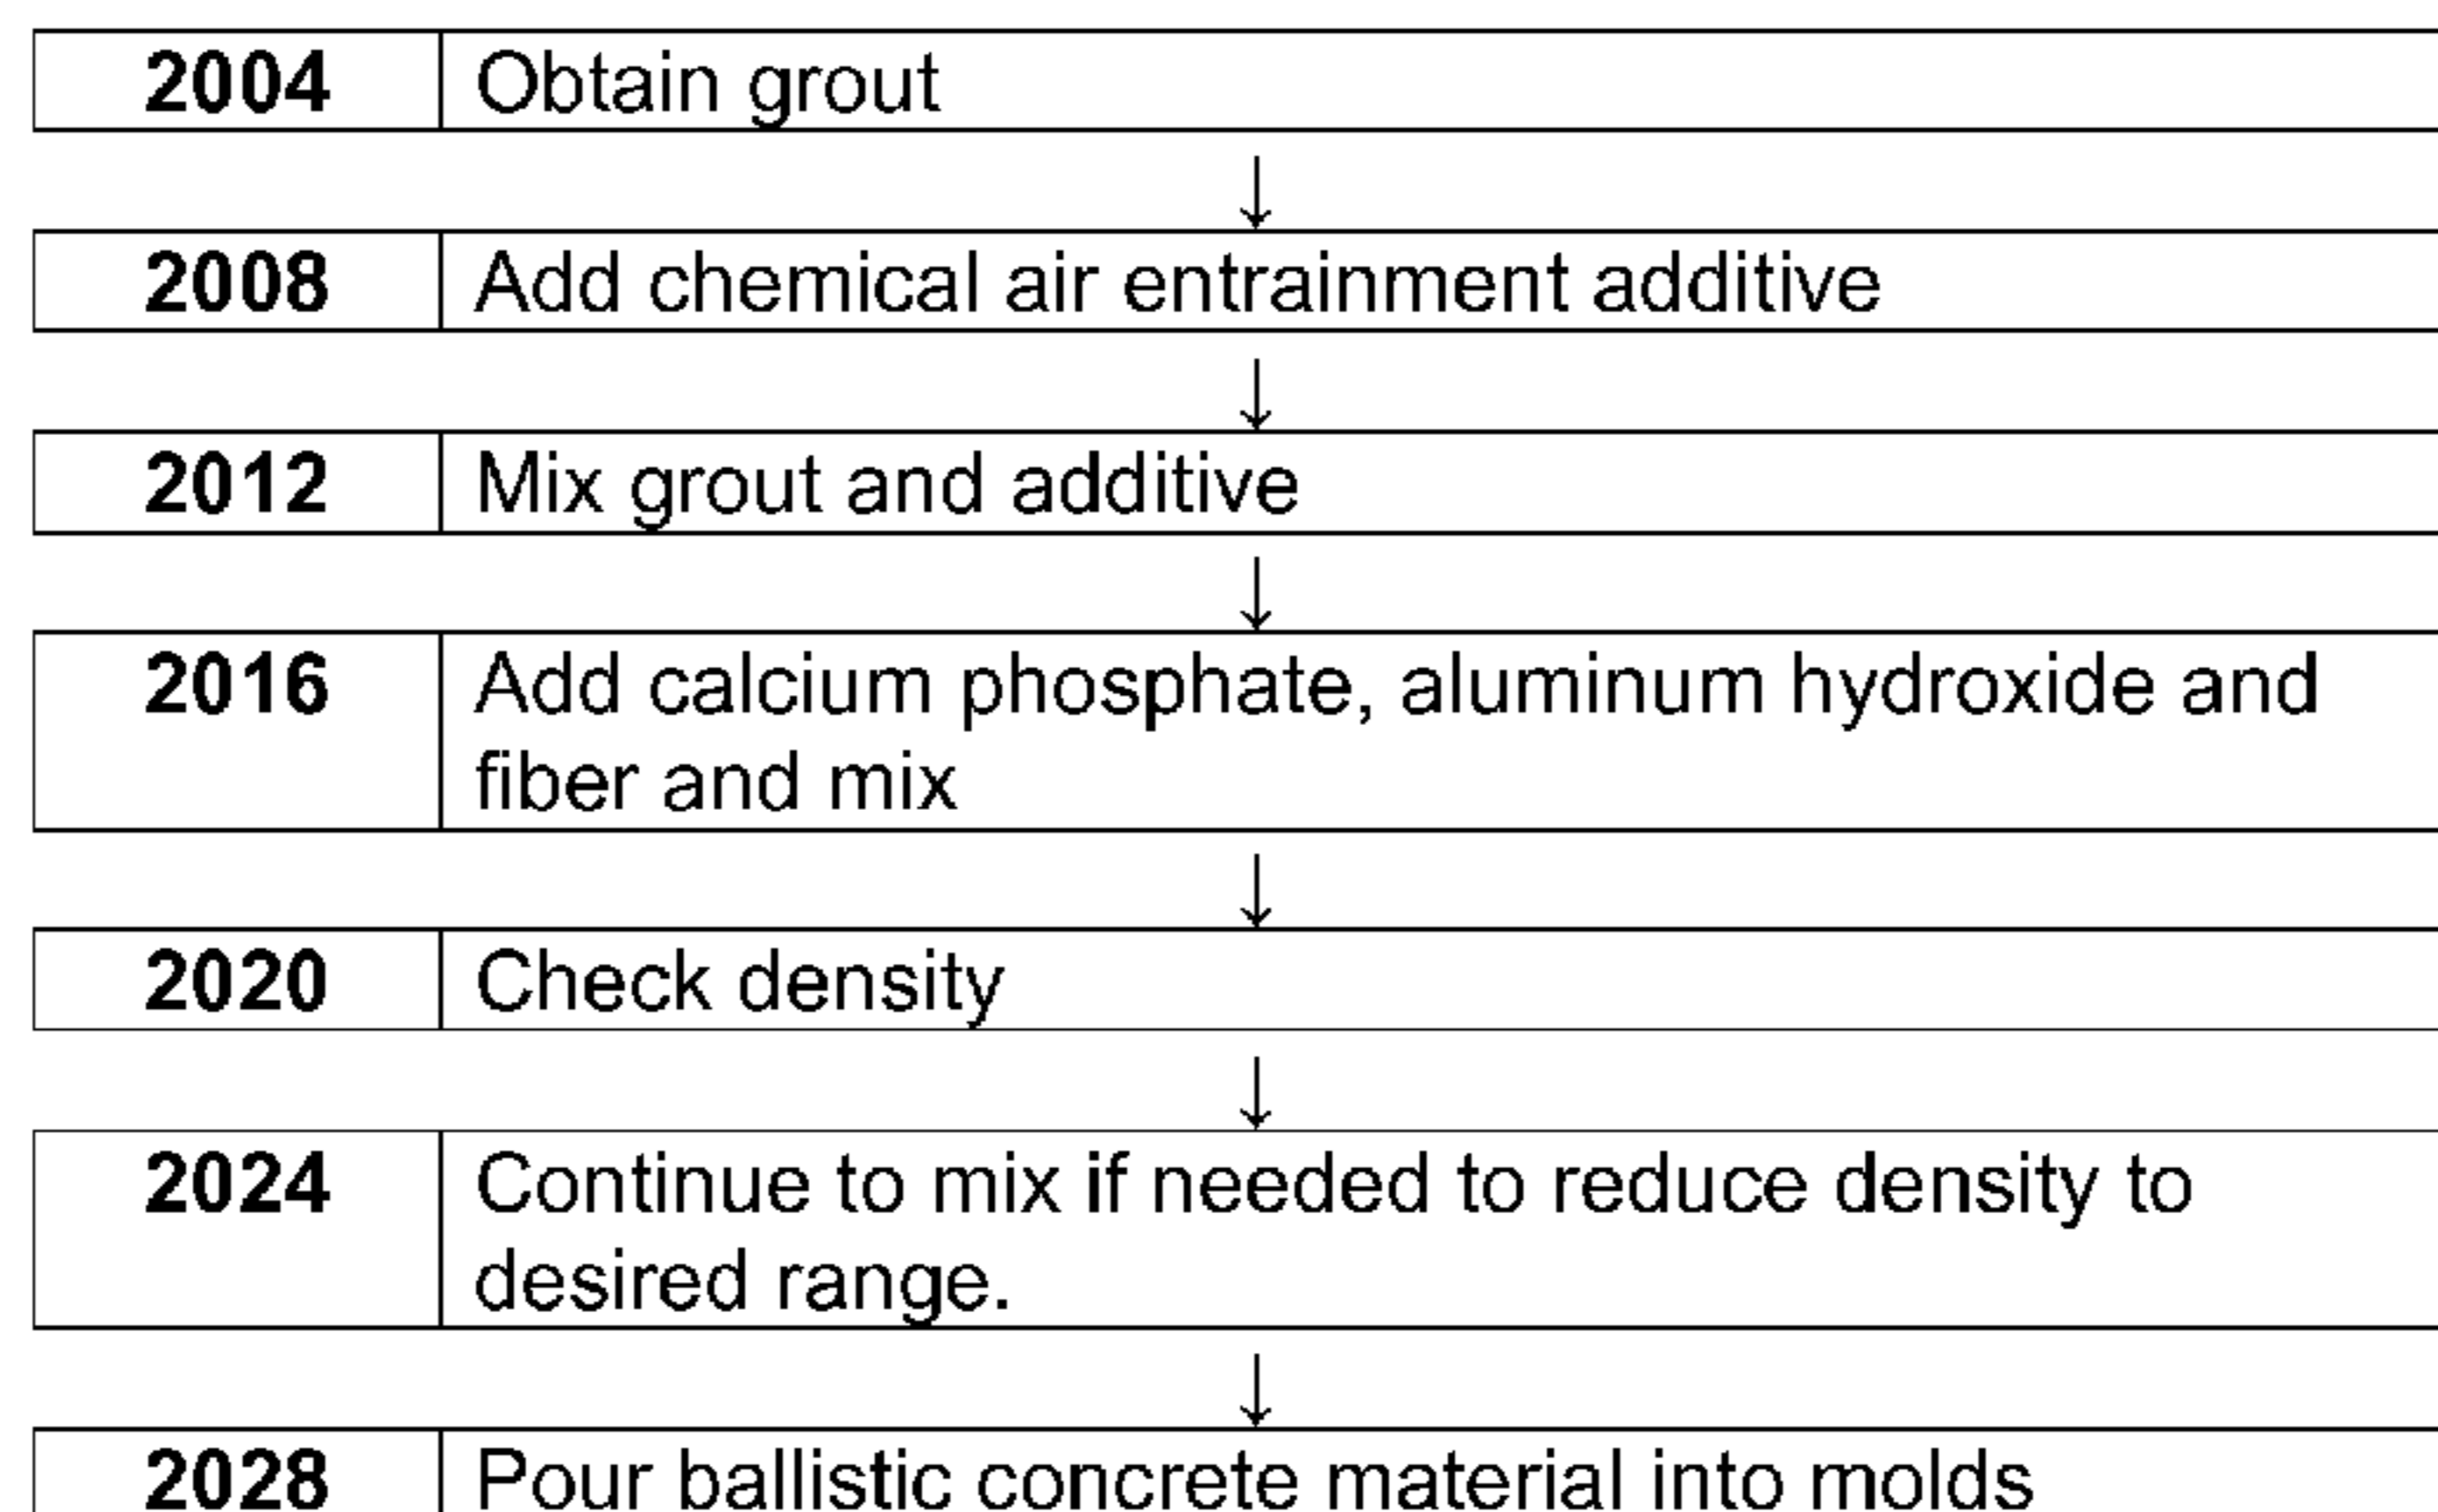 2004 Obtain grout
↓
2008 Add chemical air entrainment additive
↓
2012 Mix grout and additive
↓
2016 Add calcium phosphate, aluminum hydroxide and
fiber and mix
↓
2020 Check density
↓
2024 Continue to mix if needed to reduce density to
desired range.
↓
2028 Pour ballistic concrete material into molds